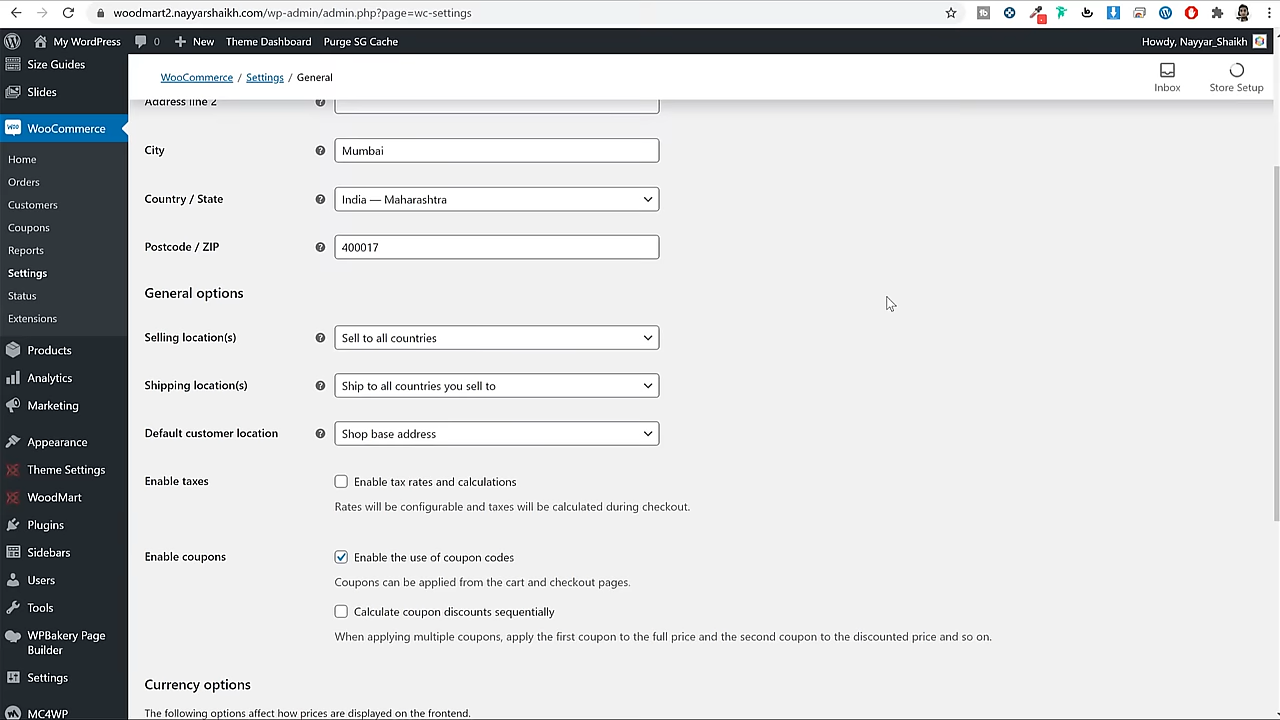 woodmart2.nayyarshaikh.com/wp-admin/admin.php?page=wc-settings
My WordPress 0 New Theme Dashboard Purge SG Cache Howdy, Nayyar_Shaikh
Size Guides
Slides
WooCommerce
Home
Orders
Customers
Coupons
Reports
Settings
Status
Extensions
Products
Analytics
Marketing
Appearance
Theme Settings
WoodMart
Plugins
Sidebars
Users
Tools
WPBakery Page
Builder
Settings
MC4WP
WooCommerce / Settings / General
Inbox
Store Setup
Address line 2
City
Mumbai
Country / State
India — Maharashtra
Postcode / ZIP
400017
General options
Selling location(s)
Sell to all countries
Shipping location(s)
Ship to all countries you sell to
Default customer location
Shop base address
Enable taxes
Enable tax rates and calculations
Rates will be configurable and taxes will be calculated during checkout.
Enable coupons
Enable the use of coupon codes
Coupons can be applied from the cart and checkout pages.
Calculate coupon discounts sequentially
When applying multiple coupons, apply the first coupon to the full price and the second coupon to the discounted price and so on.
Currency options
The following options affect how prices are displayed on the frontend.